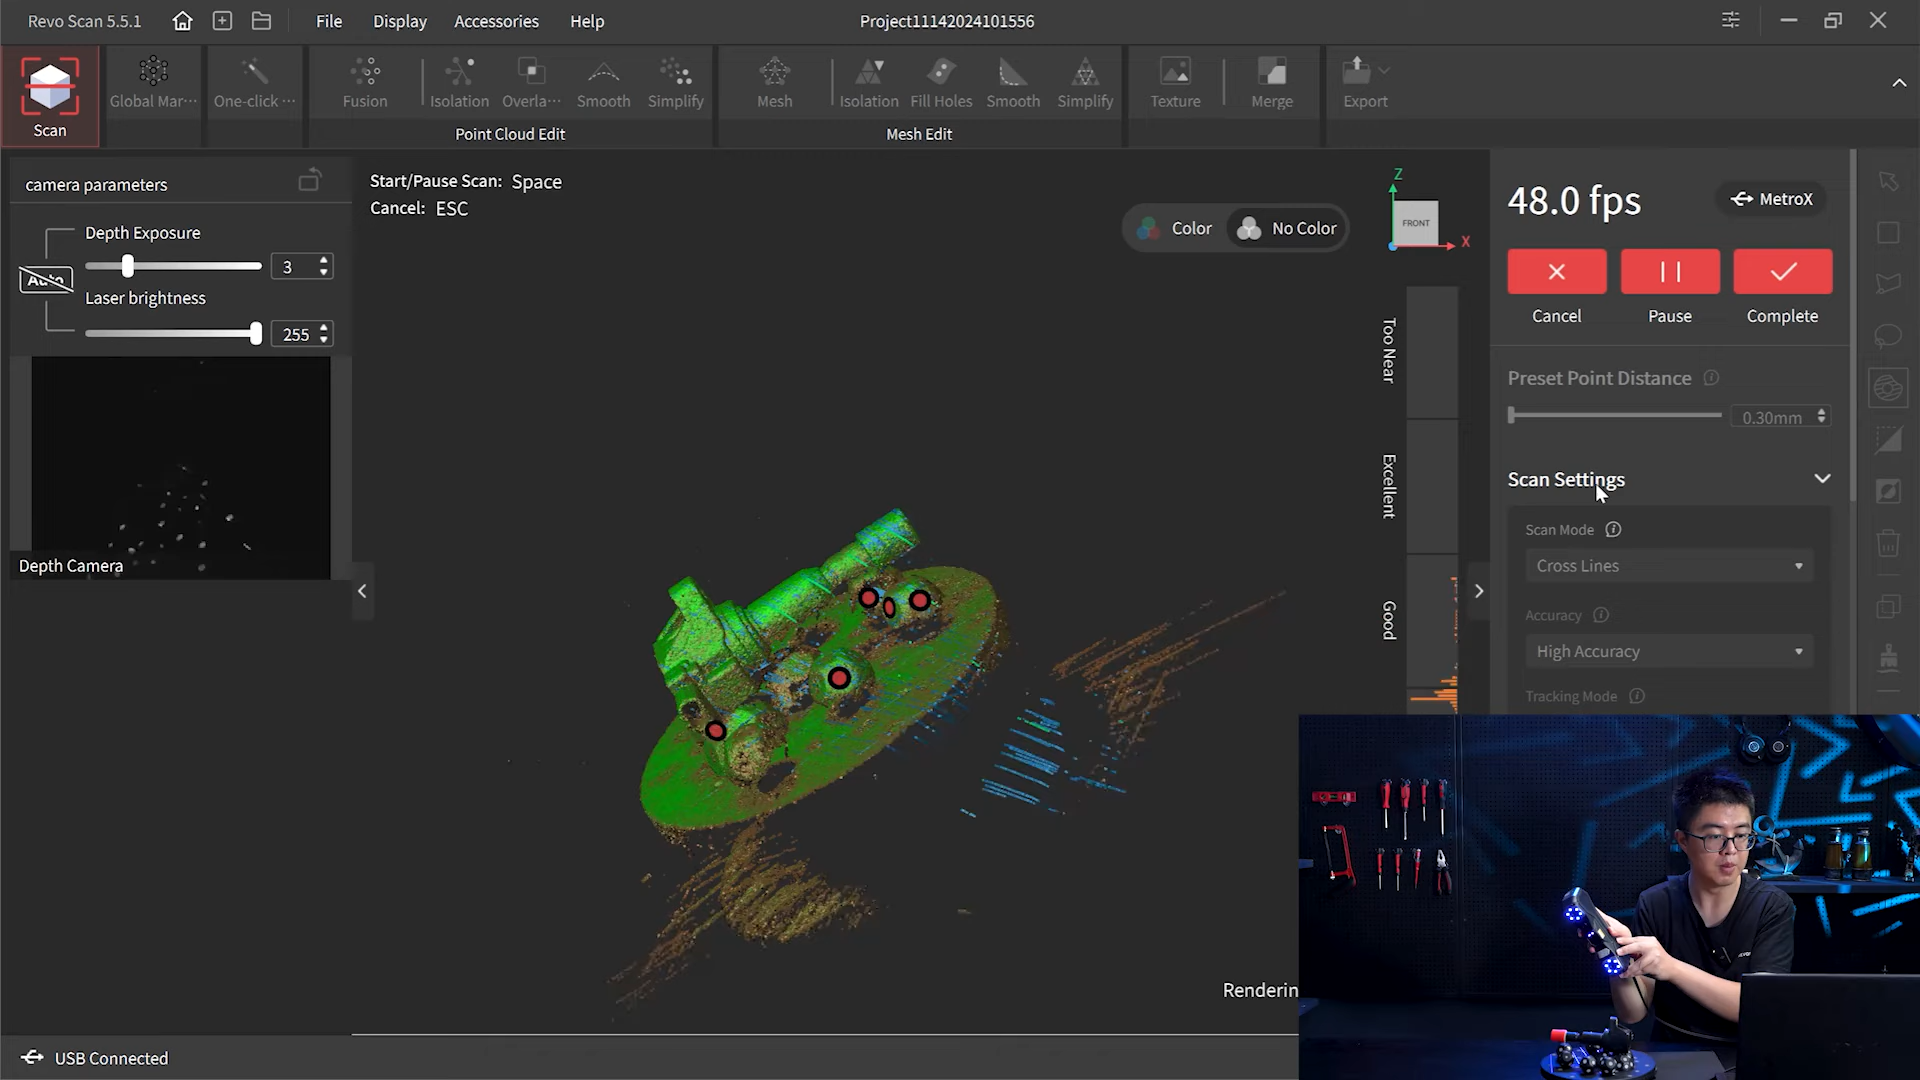 Revo Scan 5.5.1
File
Display
Accessories
Help
Project11142024101556
Scan
Global Mar···
One-click ···
Fusion
Isolation
Overla···
Smooth
Simplify
Point Cloud Edit
Mesh
Isolation
Fill Holes
Smooth
Simplify
Mesh Edit
Texture
Merge
Export
camera parameters
Depth Exposure
3
Auto
Laser brightness
255
Depth Camera
Start/Pause Scan: Space
Cancel: ESC
Color
No Color
Z
FRONT
X
Too Near
Excellent
Good
48.0 fps
MetroX
Cancel
Pause
Complete
Preset Point Distance
0.30mm
Scan Settings
Scan Mode
Cross Lines
Accuracy
High Accuracy
Tracking Mode
Renderin
USB Connected